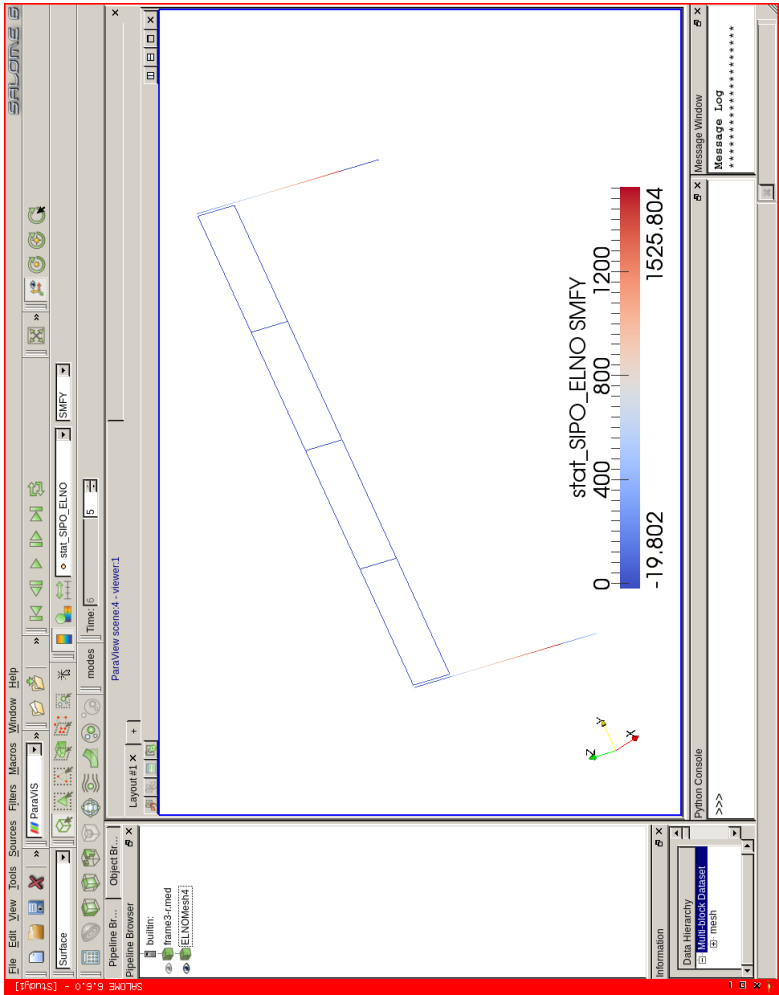 SALOME 6.6.0 - [Study1]
File Edit View Tools Sources Filters Macros Window Help
SALOME 6
ParaViS
Surface
stat_SIPO_ELNO
SMFY
modes
Time: 6
5
Pipeline Br...
Object Br...
Pipeline Browser
builtin:
frame3-r.med
ELNOMesh4
ParaView scene:4 - viewer:1
Layout #1
+
Z
Y
X
stat_SIPO_ELNO SMFY
0 400 800 1200
-19.802 1525.804
Information
Data Hierarchy
Multi-block Dataset
mesh
Python Console
>>>
Message Window
Message Log